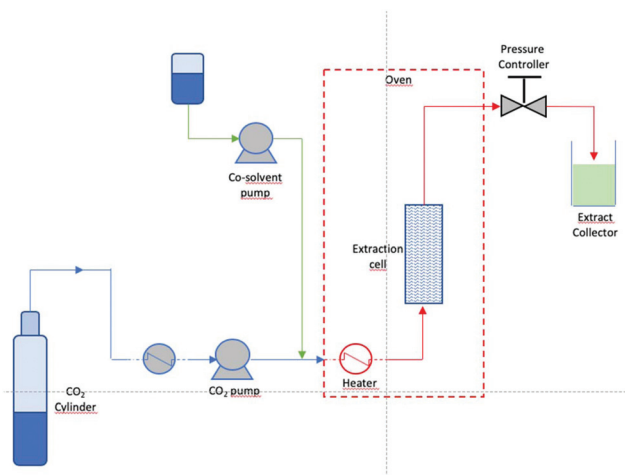 Pressure
Controller
Oven
Co-solvent
pump
Extract
Collector
Extraction
cell
CO₂
Cylinder
CO₂ pump
Heater